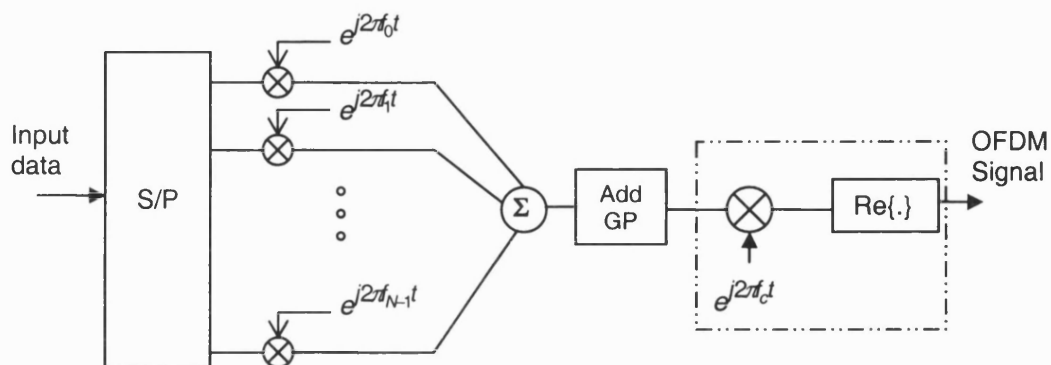 e^{j2πf_0t}
e^{j2πf_1t}
Input
data
S/P
Σ
Add
GP
Re{.}
OFDM
Signal
e^{j2πf_ct}
e^{j2πf_{N–1}t}